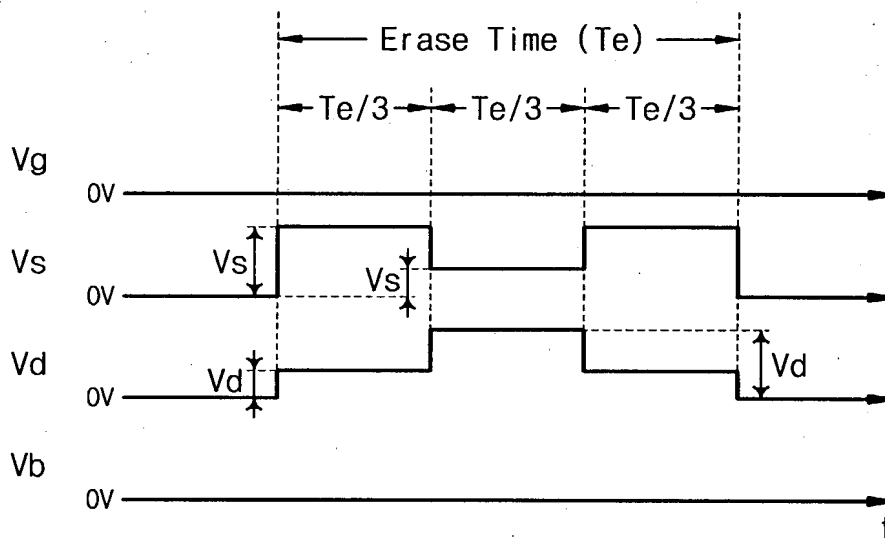 Erase Time (Te)
Te/3 Te/3 Te/3
Vg
0V
Vs
Vs
Vs
0V
Vd
Vd
Vd
0V
Vb
0V